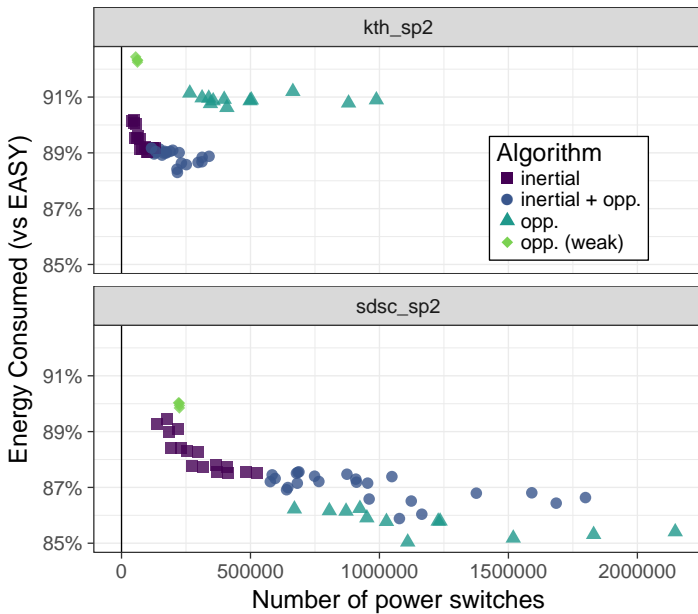 kth_sp2
91%
89%
87%
85%
Algorithm
inertial
inertial + opp.
opp.
opp. (weak)
Energy Consumed (vs EASY)
sdsc_sp2
91%
89%
87%
85%
0
500000
1000000
1500000
2000000
Number of power switches